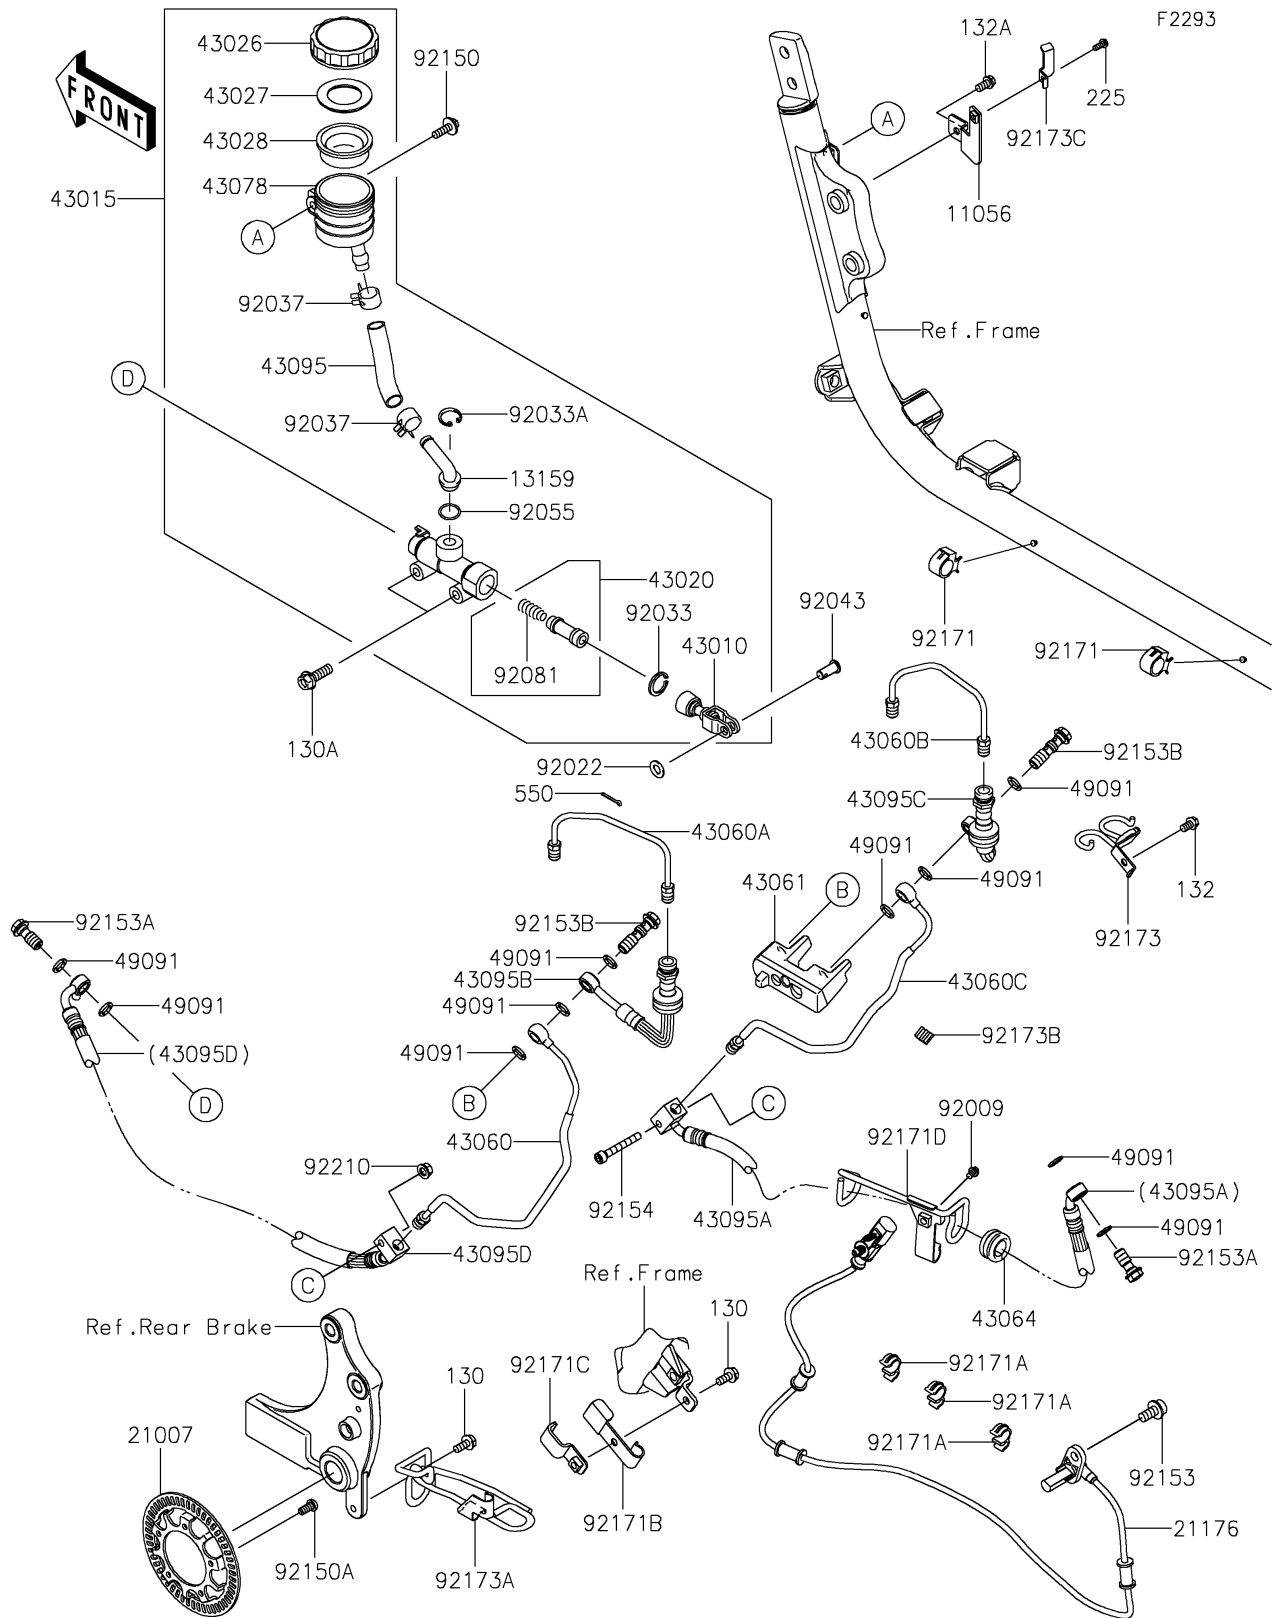 F2293
FRONT
43026
92150
132A
43027
225
43028
A
92173C
43078
43015
11056
A
92037
Ref.Frame
43095
D
92037
92033A
13159
92055
43020
92043
92033
43010
92171
92171
92081
130A
43060B
92153B
92022
49091
550
43095C
43060A
49091
43061
B
49091
132
92153A
92153B
92173
49091
49091
43095B
43060C
49091
49091
92173B
(43095D)
49091
D
B
C
92009
43060
92171D
49091
92210
(43095A)
92154
43095A
49091
43095D
92153A
C
Ref.Frame
43064
Ref.Rear Brake
130
92171C
92171A
130
92171A
21007
92171A
92153
92171B
21176
92150A
92173A